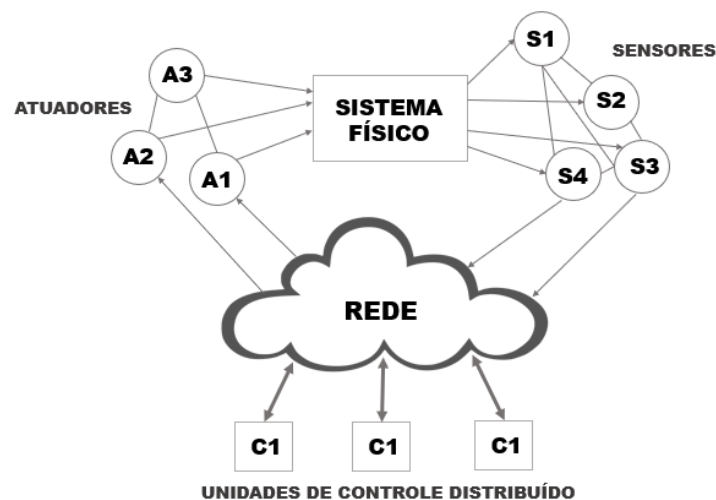 S1
SENSORES
A3
ATUADORES
SISTEMA
FÍSICO
S2
A2
A1
S4
S3
REDE
C1
C1
C1
UNIDADES DE CONTROLE DISTRIBUÍDO